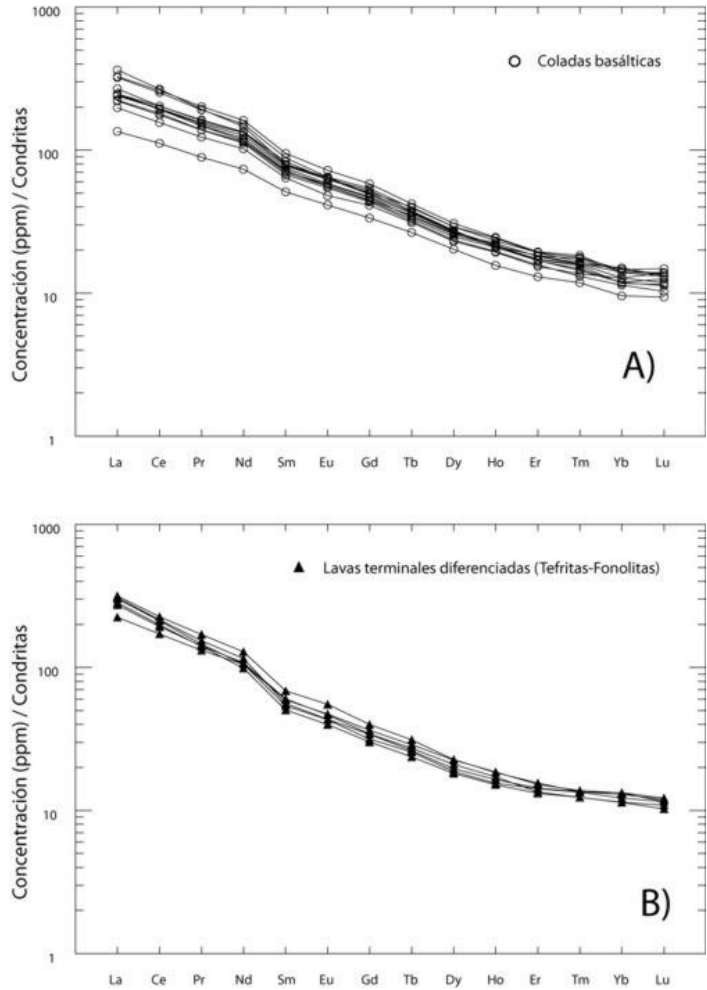 1000
Coladas basálticas
100
10
1
Concentración (ppm) / Condritas
A)
La Ce Pr Nd Sm Eu Gd Tb Dy Ho Er Tm Yb Lu
1000
Lavas terminales diferenciadas (Tefritas-Fonolitas)
100
10
1
Concentración (ppm) / Condritas
B)
La Ce Pr Nd Sm Eu Gd Tb Dy Ho Er Tm Yb Lu